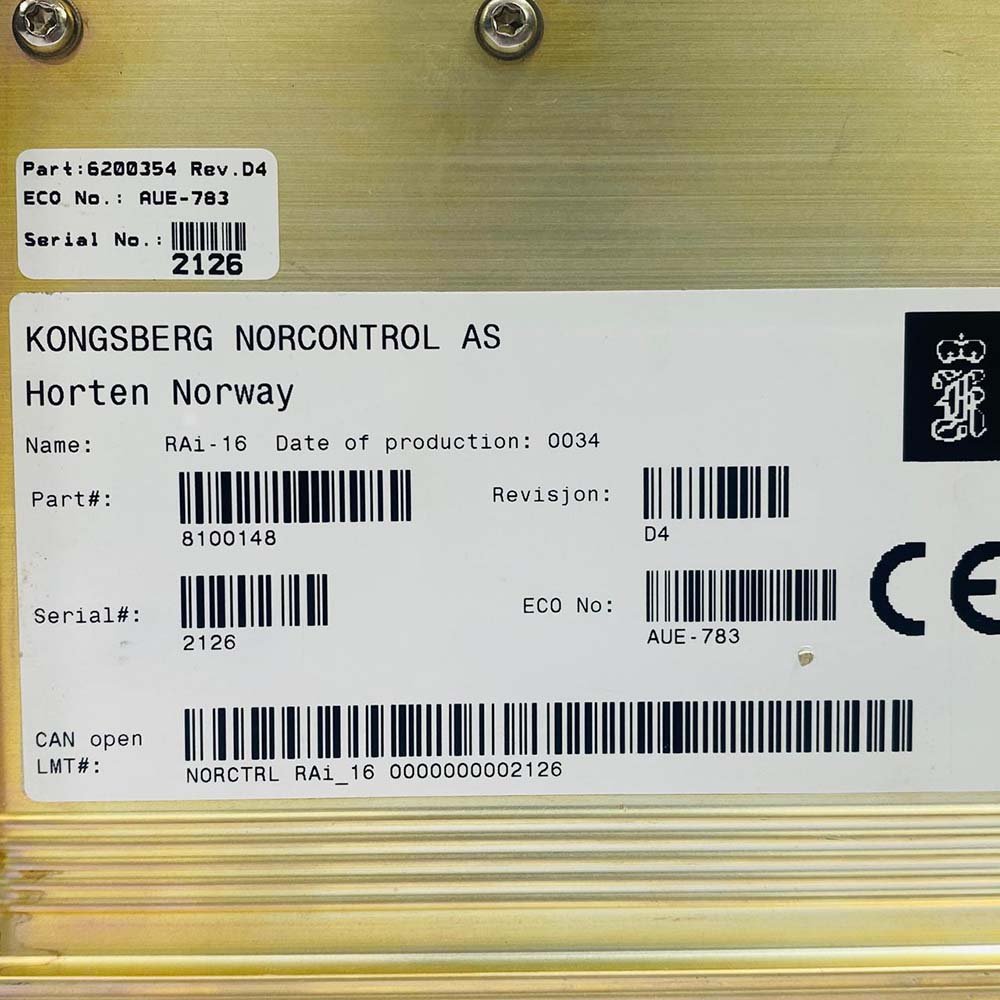 Part:6200354 Rev.D4
ECO No.: AUE-783
Serial No.:
2126
KONGSBERG NORCONTROL AS
Horten Norway
Name: RAi-16 Date of production: 0034
Part#: Revisjon:
8100148 D4
Serial#: ECO No:
2126 AUE-783
CE
CAN open
LMT#:
NORCTRL RAi_16 0000000002126